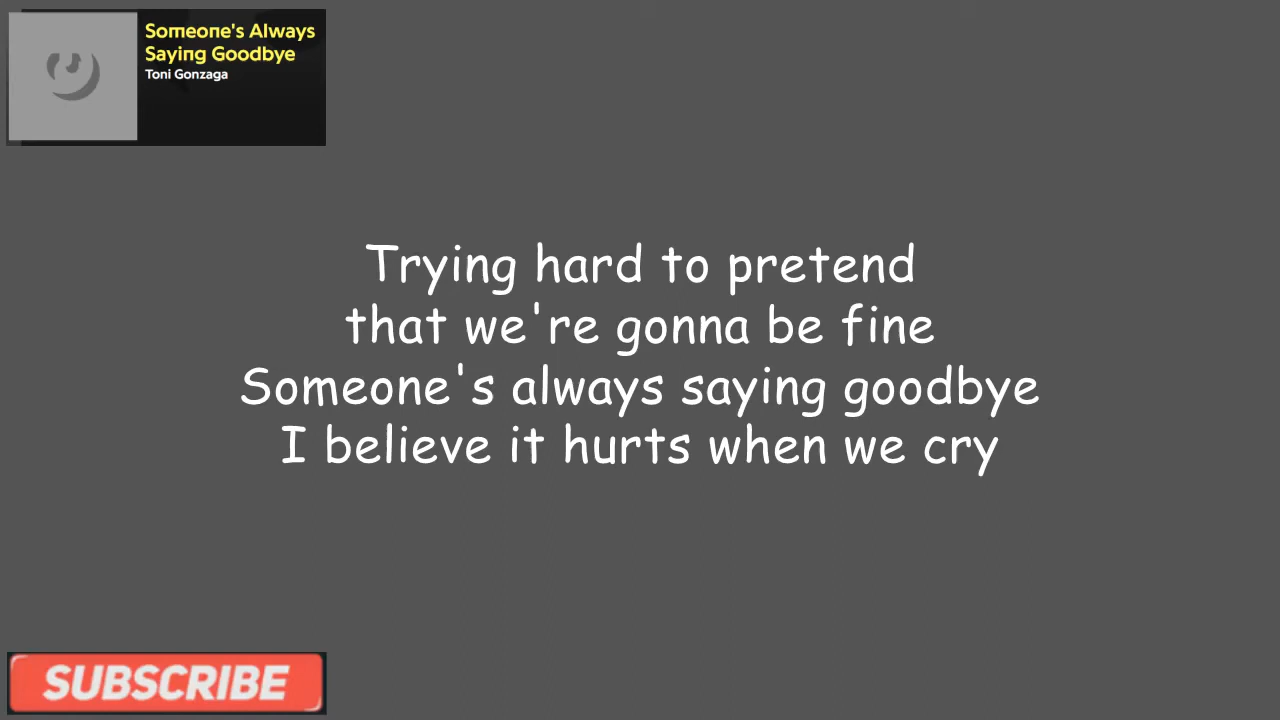 Someone's Always
Saying Goodbye
Toni Gonzaga
Trying hard to pretend
that we're gonna be fine
Someone's always saying goodbye
I believe it hurts when we cry
SUBSCRIBE